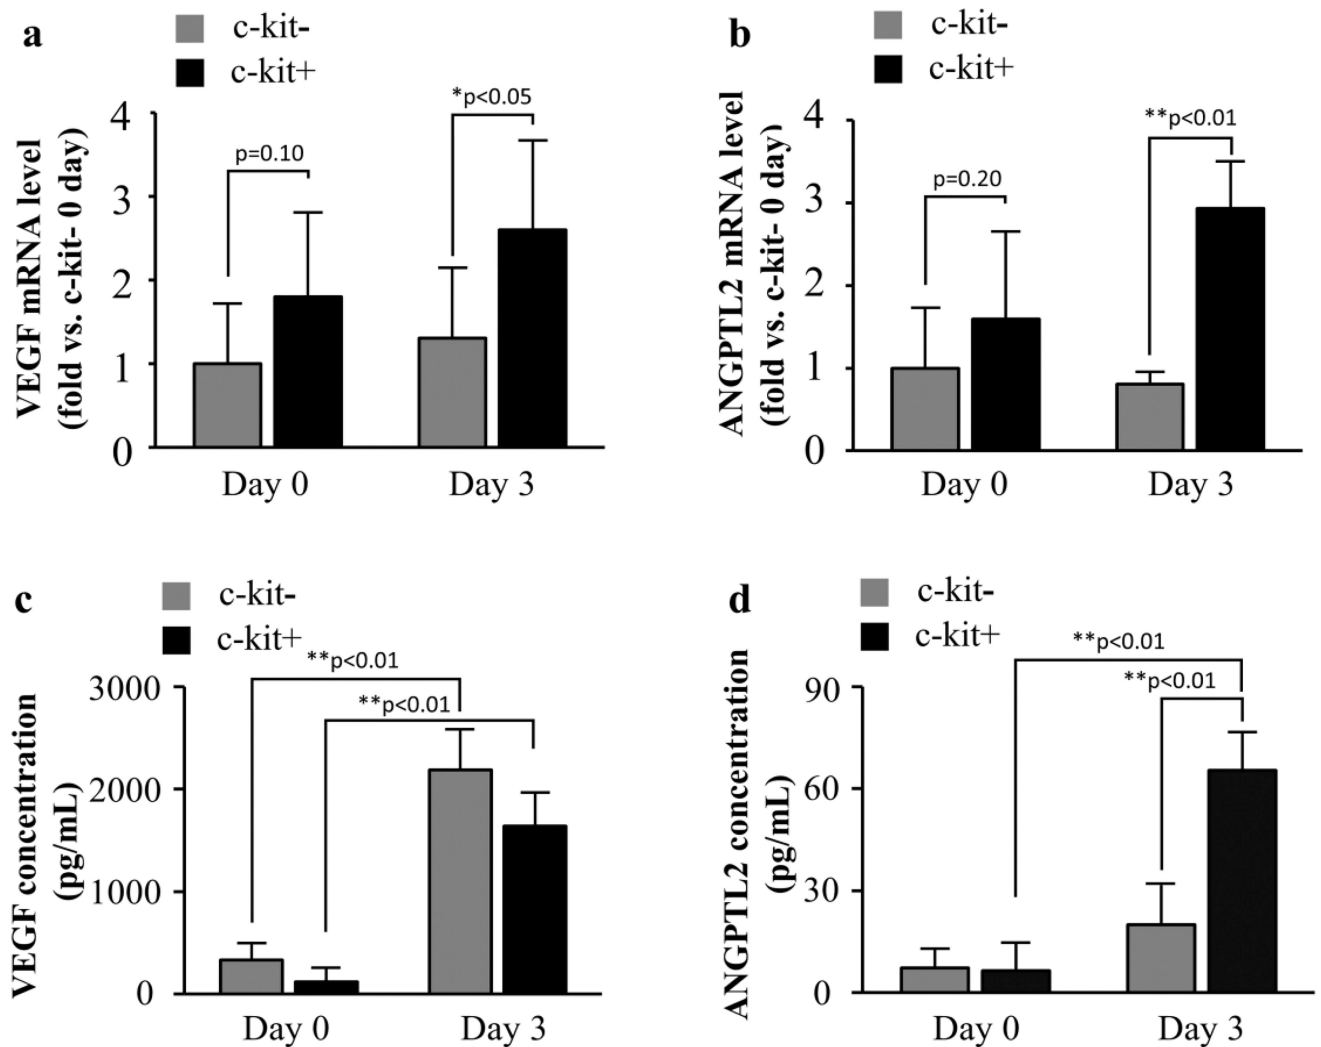 a
c-kit-
c-kit+
VEGF mRNA level
(fold vs. c-kit- 0 day)
4
3
2
1
0
p=0.10
*p<0.05
Day 0
Day 3
b
c-kit-
c-kit+
ANGPTL2 mRNA level
(fold vs. c-kit- 0 day)
4
3
2
1
0
p=0.20
**p<0.01
Day 0
Day 3
c
c-kit-
c-kit+
VEGF concentration
(pg/mL)
3000
2000
1000
0
**p<0.01
**p<0.01
Day 0
Day 3
d
c-kit-
c-kit+
ANGPTL2 concentration
(pg/mL)
90
60
30
0
**p<0.01
**p<0.01
Day 0
Day 3